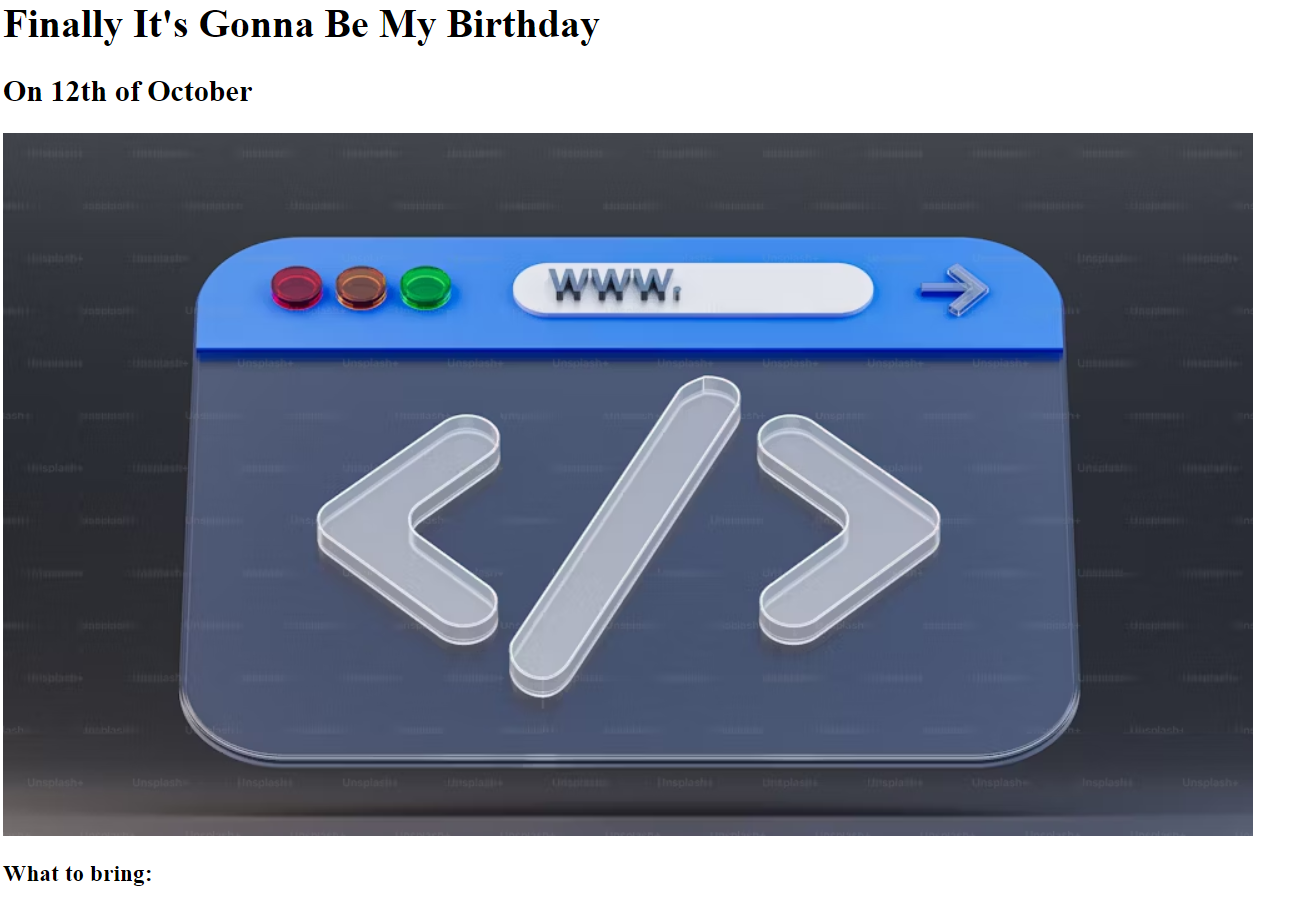 Finally It's Gonna Be My Birthday
On 12th of October
www.
Unsplash+
What to bring: